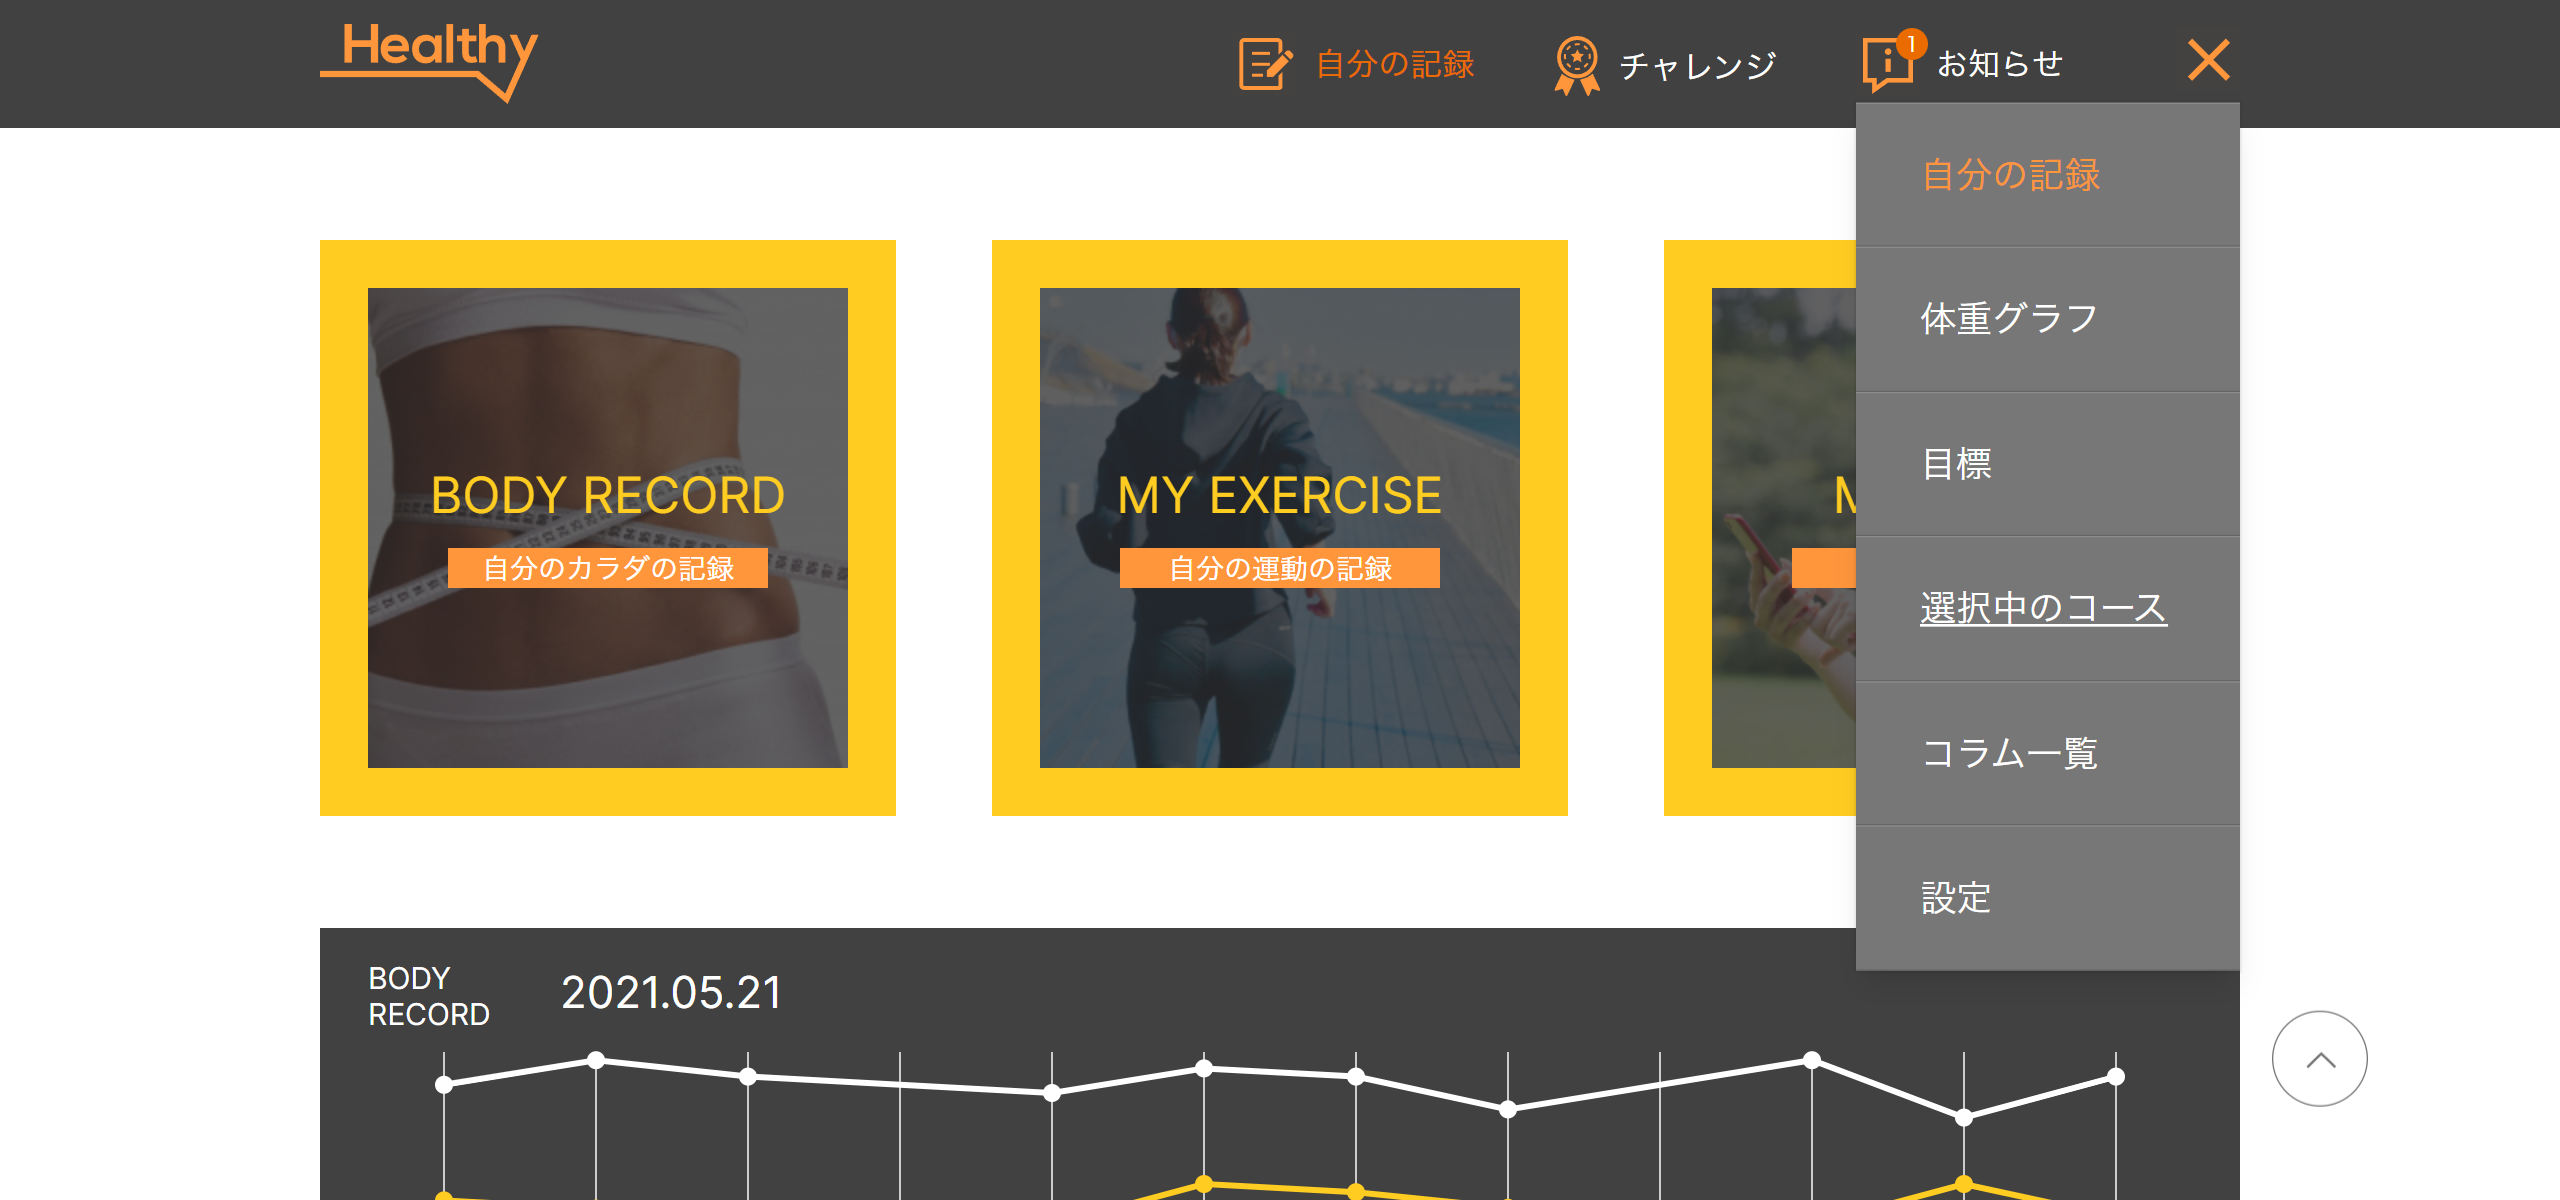 Healthy
自分の記録
チャレンジ
1
お知らせ
自分の記録
体重グラフ
目標
選択中のコース
コラム一覧
設定
BODY RECORD
自分のカラダの記録
MY EXERCISE
自分の運動の記録
M
BODY
RECORD
2021.05.21